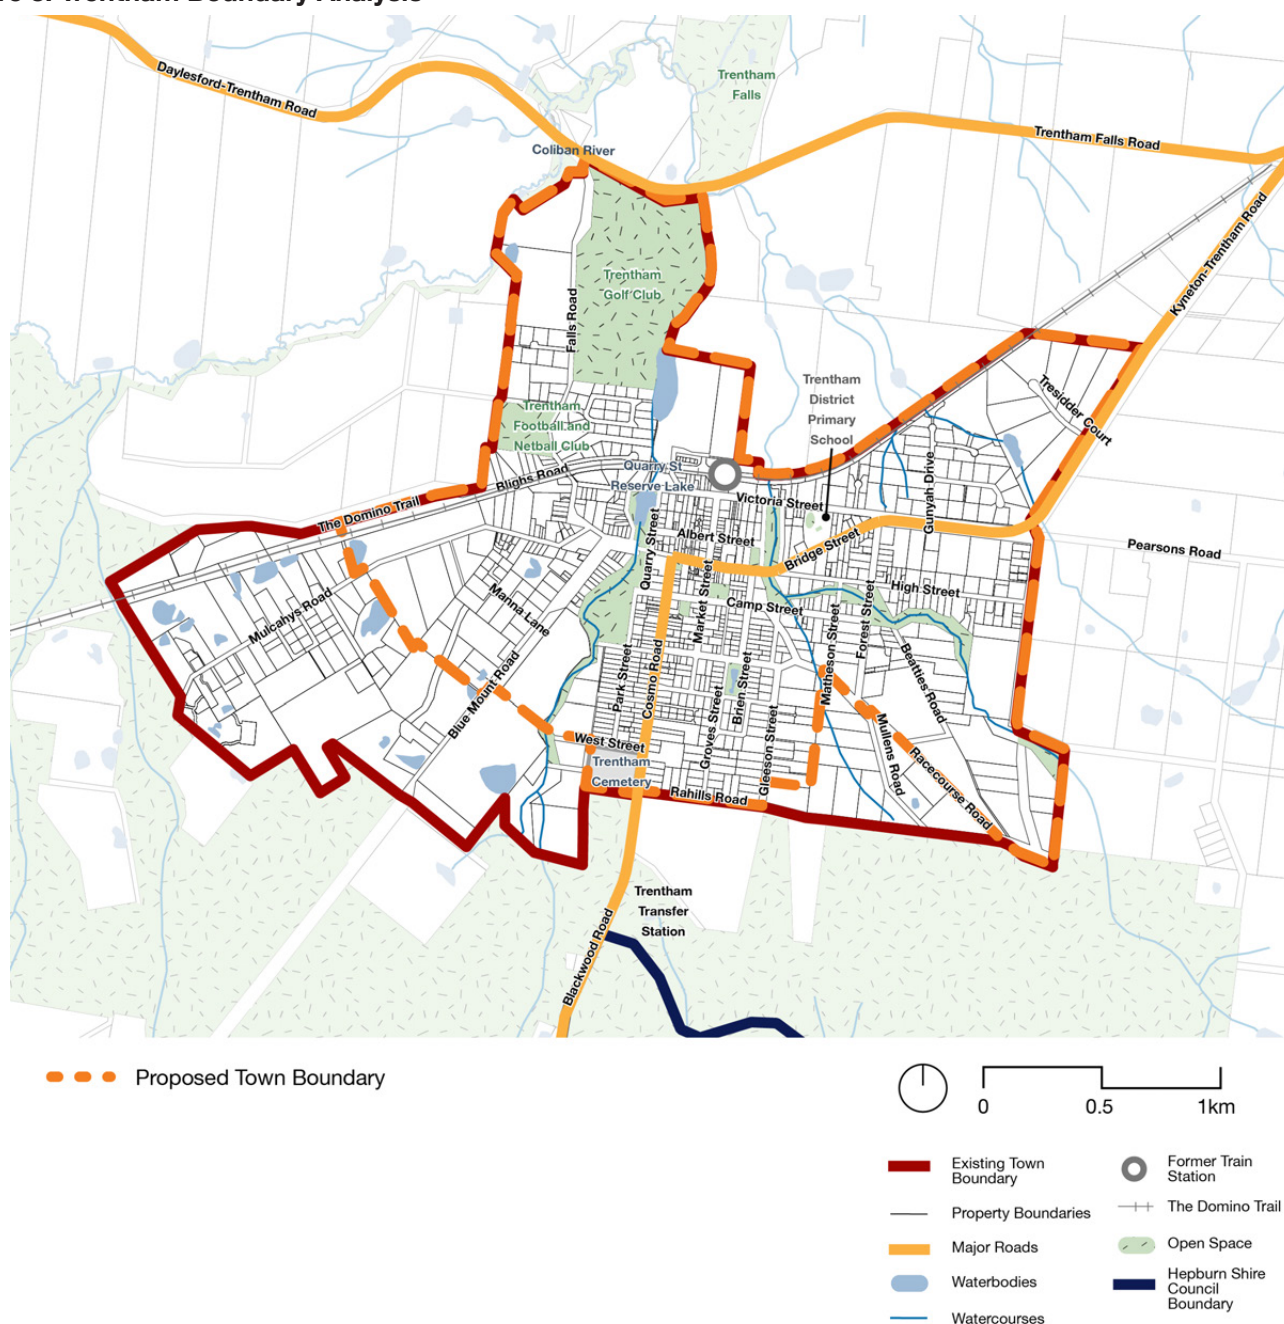 Trentham Boundary Analysis
Trentham
Falls
Daylesford-Trentham Road
Trentham Falls Road
Coliban River
Kyneton-Trentham Road
Trentham
Golf Club
Falls Road
Trentham
District
Primary
School
Tresidder Court
Trentham
Football and
Netball Club
Quarry St
Reserve Lake
Blighs Road
Gunyah Drive
The Domino Trail
Victoria Street
Albert Street
Quarry Street
Bridge Street
Pearsons Road
Market Street
High Street
Manna Lane
Mulcahys Road
Camp Street
Forest Street
Matheson Street
Beatties Road
Park Street
Cosmo Road
Brien Street
Blue Mount Road
Groves Street
Gleeson Street
Mullens Road
West Street
Racecourse Road
Trentham
Cemetery
Rahills Road
Trentham
Transfer
Station
Blackwood Road
Proposed Town Boundary
0
0.5
1km
Existing Town
Boundary
Property Boundaries
Major Roads
Waterbodies
Watercourses
Former Train
Station
The Domino Trail
Open Space
Hepburn Shire
Council
Boundary